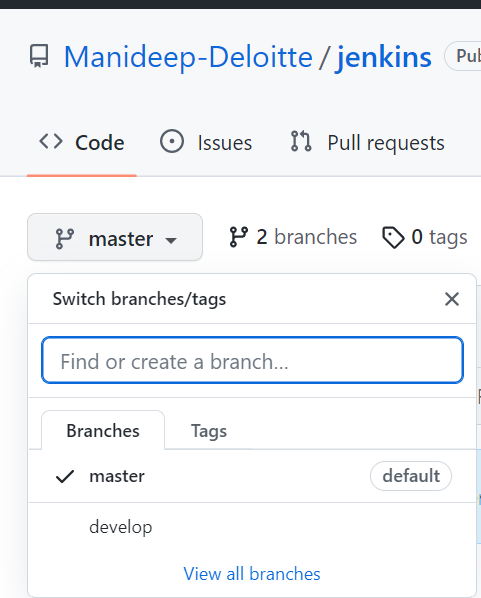 Manideep-Deloitte / jenkins
Code Issues Pull requests
master 2 branches 0 tags
Switch branches/tags
Find or create a branch...
Branches Tags
master default
develop
View all branches